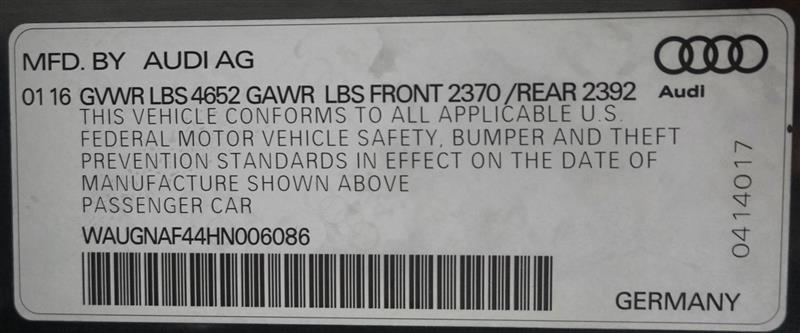 MFD. BY AUDI AG
01 16 GVWR LBS 4652 GAWR LBS FRONT 2370 /REAR 2392
Audi
THIS VEHICLE CONFORMS TO ALL APPLICABLE U.S.
FEDERAL MOTOR VEHICLE SAFETY, BUMPER AND THEFT
PREVENTION STANDARDS IN EFFECT ON THE DATE OF
MANUFACTURE SHOWN ABOVE
PASSENGER CAR
WAUGNAF44HN006086
0414017
GERMANY